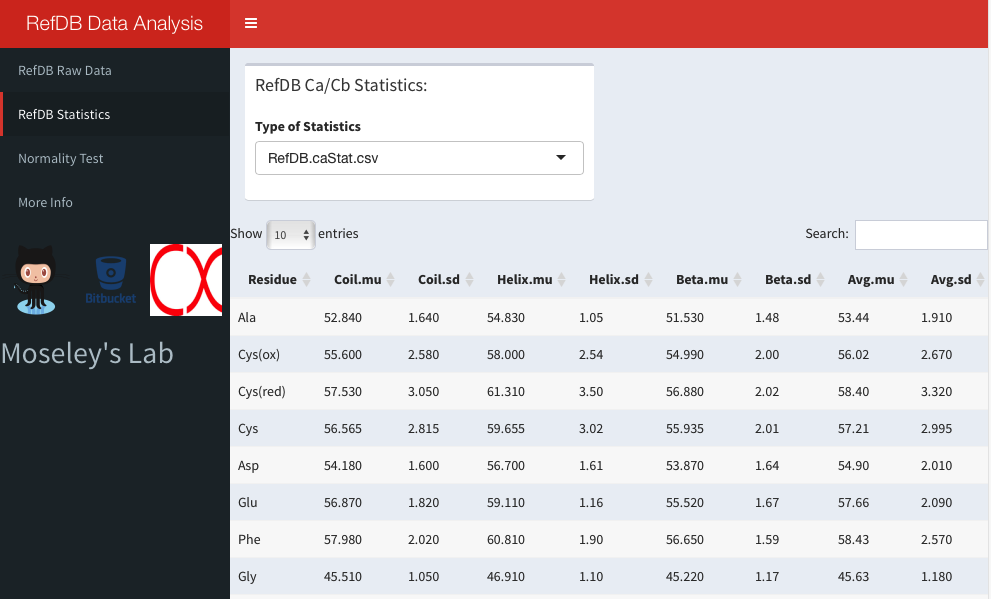 RefDB Data Analysis
RefDB Raw Data
RefDB Statistics
Normality Test
More Info
Bitbucket
Moseley's Lab
RefDB Ca/Cb Statistics:
Type of Statistics
RefDB.caStat.csv
Show 10 entries
Search:
Residue Coil.mu Coil.sd Helix.mu Helix.sd Beta.mu Beta.sd Avg.mu Avg.sd
Ala 52.840 1.640 54.830 1.05 51.530 1.48 53.44 1.910
Cys(ox) 55.600 2.580 58.000 2.54 54.990 2.00 56.02 2.670
Cys(red) 57.530 3.050 61.310 3.50 56.880 2.02 58.40 3.320
Cys 56.565 2.815 59.655 3.02 55.935 2.01 57.21 2.995
Asp 54.180 1.600 56.700 1.61 53.870 1.64 54.90 2.010
Glu 56.870 1.820 59.110 1.16 55.520 1.67 57.66 2.090
Phe 57.980 2.020 60.810 1.90 56.650 1.59 58.43 2.570
Gly 45.510 1.050 46.910 1.10 45.220 1.17 45.63 1.180